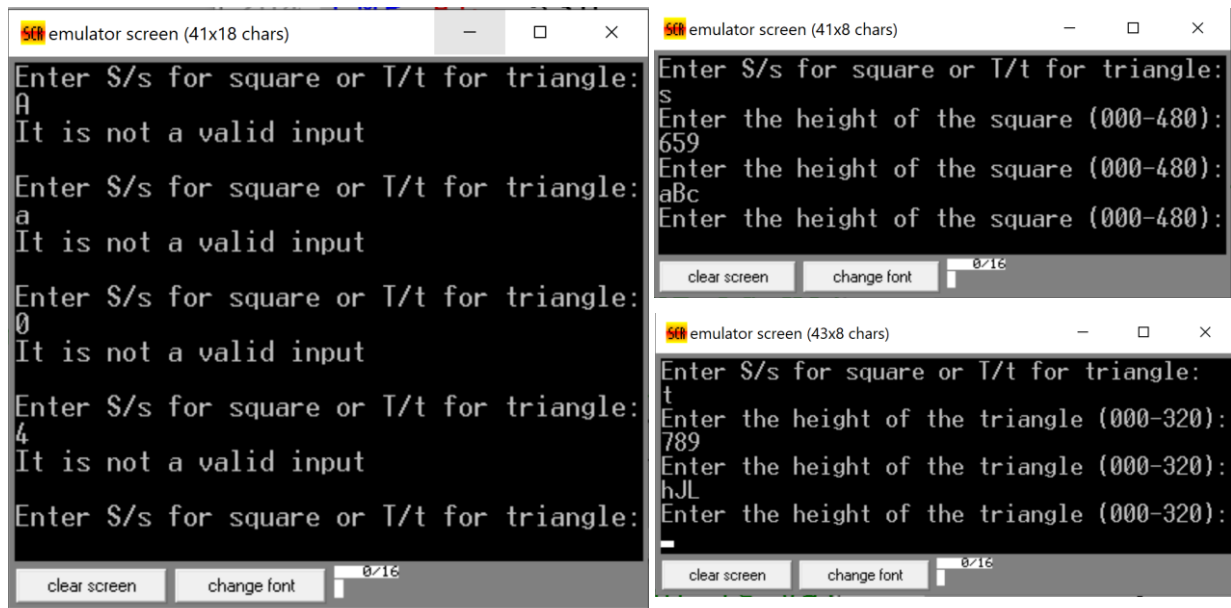 SCR emulator screen (41x18 chars)
Enter S/s for square or T/t for triangle:
A
It is not a valid input
Enter S/s for square or T/t for triangle:
a
It is not a valid input
Enter S/s for square or T/t for triangle:
0
It is not a valid input
Enter S/s for square or T/t for triangle:
4
It is not a valid input
Enter S/s for square or T/t for triangle:
clear screen change font 0/16
SCR emulator screen (41x8 chars)
Enter S/s for square or T/t for triangle:
s
Enter the height of the square (000-480):
659
Enter the height of the square (000-480):
aBc
Enter the height of the square (000-480):
clear screen change font 0/16
SCR emulator screen (43x8 chars)
Enter S/s for square or T/t for triangle:
t
Enter the height of the triangle (000-320):
789
Enter the height of the triangle (000-320):
hJL
Enter the height of the triangle (000-320):
clear screen change font 0/16